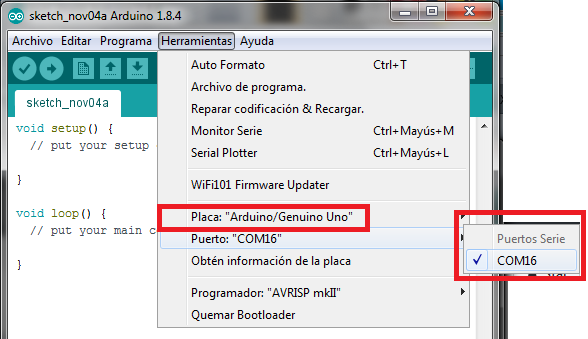 sketch_nov04a Arduino 1.8.4
Archivo Editar Programa Herramientas Ayuda
sketch_nov04a
void setup() {
// put your setup
}
void loop() {
// put your main c
}
Auto Formato Ctrl+T
Archivo de programa.
Reparar codificación & Recargar.
Monitor Serie Ctrl+Mayús+M
Serial Plotter Ctrl+Mayús+L
WiFi101 Firmware Updater
Placa: "Arduino/Genuino Uno"
Puerto: "COM16"
Obtén información de la placa
Programador: "AVRISP mkII"
Quemar Bootloader
Puertos Serie
COM16